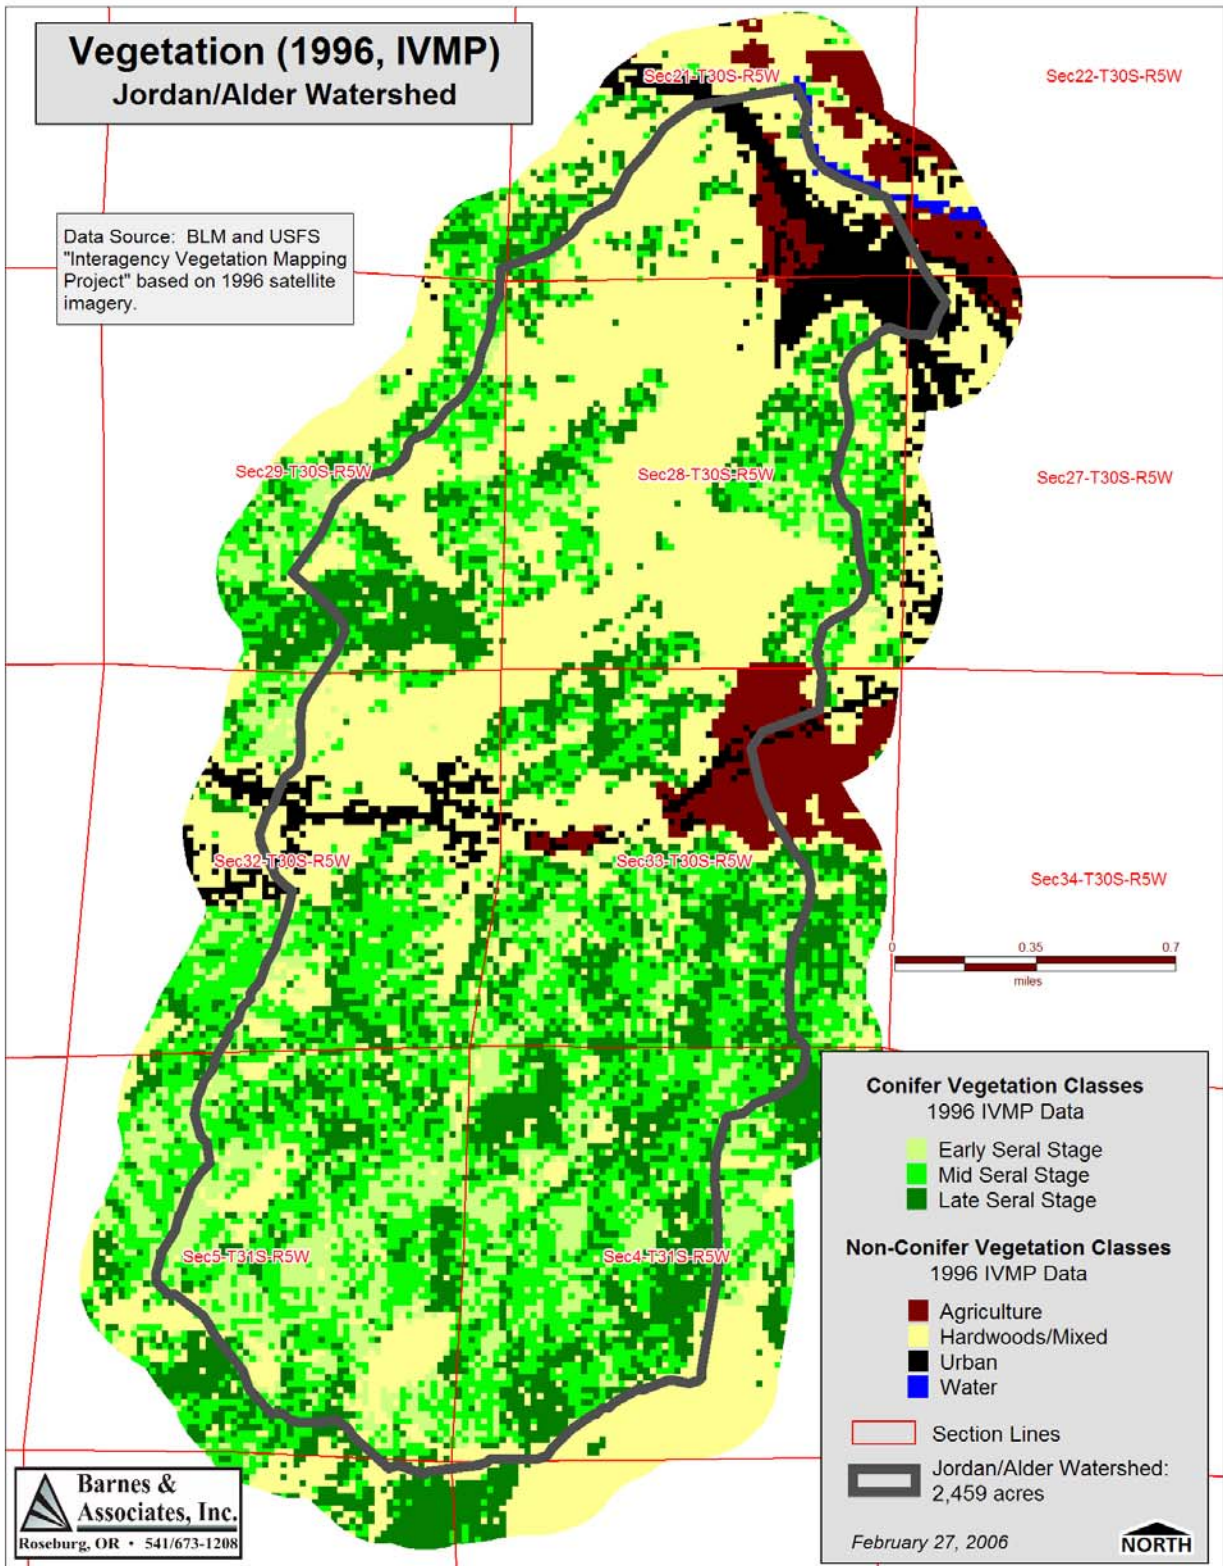 Vegetation (1996, IVMP)
Jordan/Alder Watershed
Sec21-T30S-R5W
Sec22-T30S-R5W
Data Source: BLM and USFS
"Interagency Vegetation Mapping
Project" based on 1996 satellite
imagery.
Sec29-T30S-R5W
Sec28-T30S-R5W
Sec27-T30S-R5W
Sec32-T30S-R5W
Sec33-T30S-R5W
Sec34-T30S-R5W
0 0.35 0.7
miles
Sec5-T31S-R5W
Sec4-T31S-R5W
Conifer Vegetation Classes
1996 IVMP Data
Early Seral Stage
Mid Seral Stage
Late Seral Stage
Non-Conifer Vegetation Classes
1996 IVMP Data
Agriculture
Hardwoods/Mixed
Urban
Water
Section Lines
Jordan/Alder Watershed:
2,459 acres
February 27, 2006
NORTH
Barnes &
Associates, Inc.
Roseburg, OR • 541/673-1208